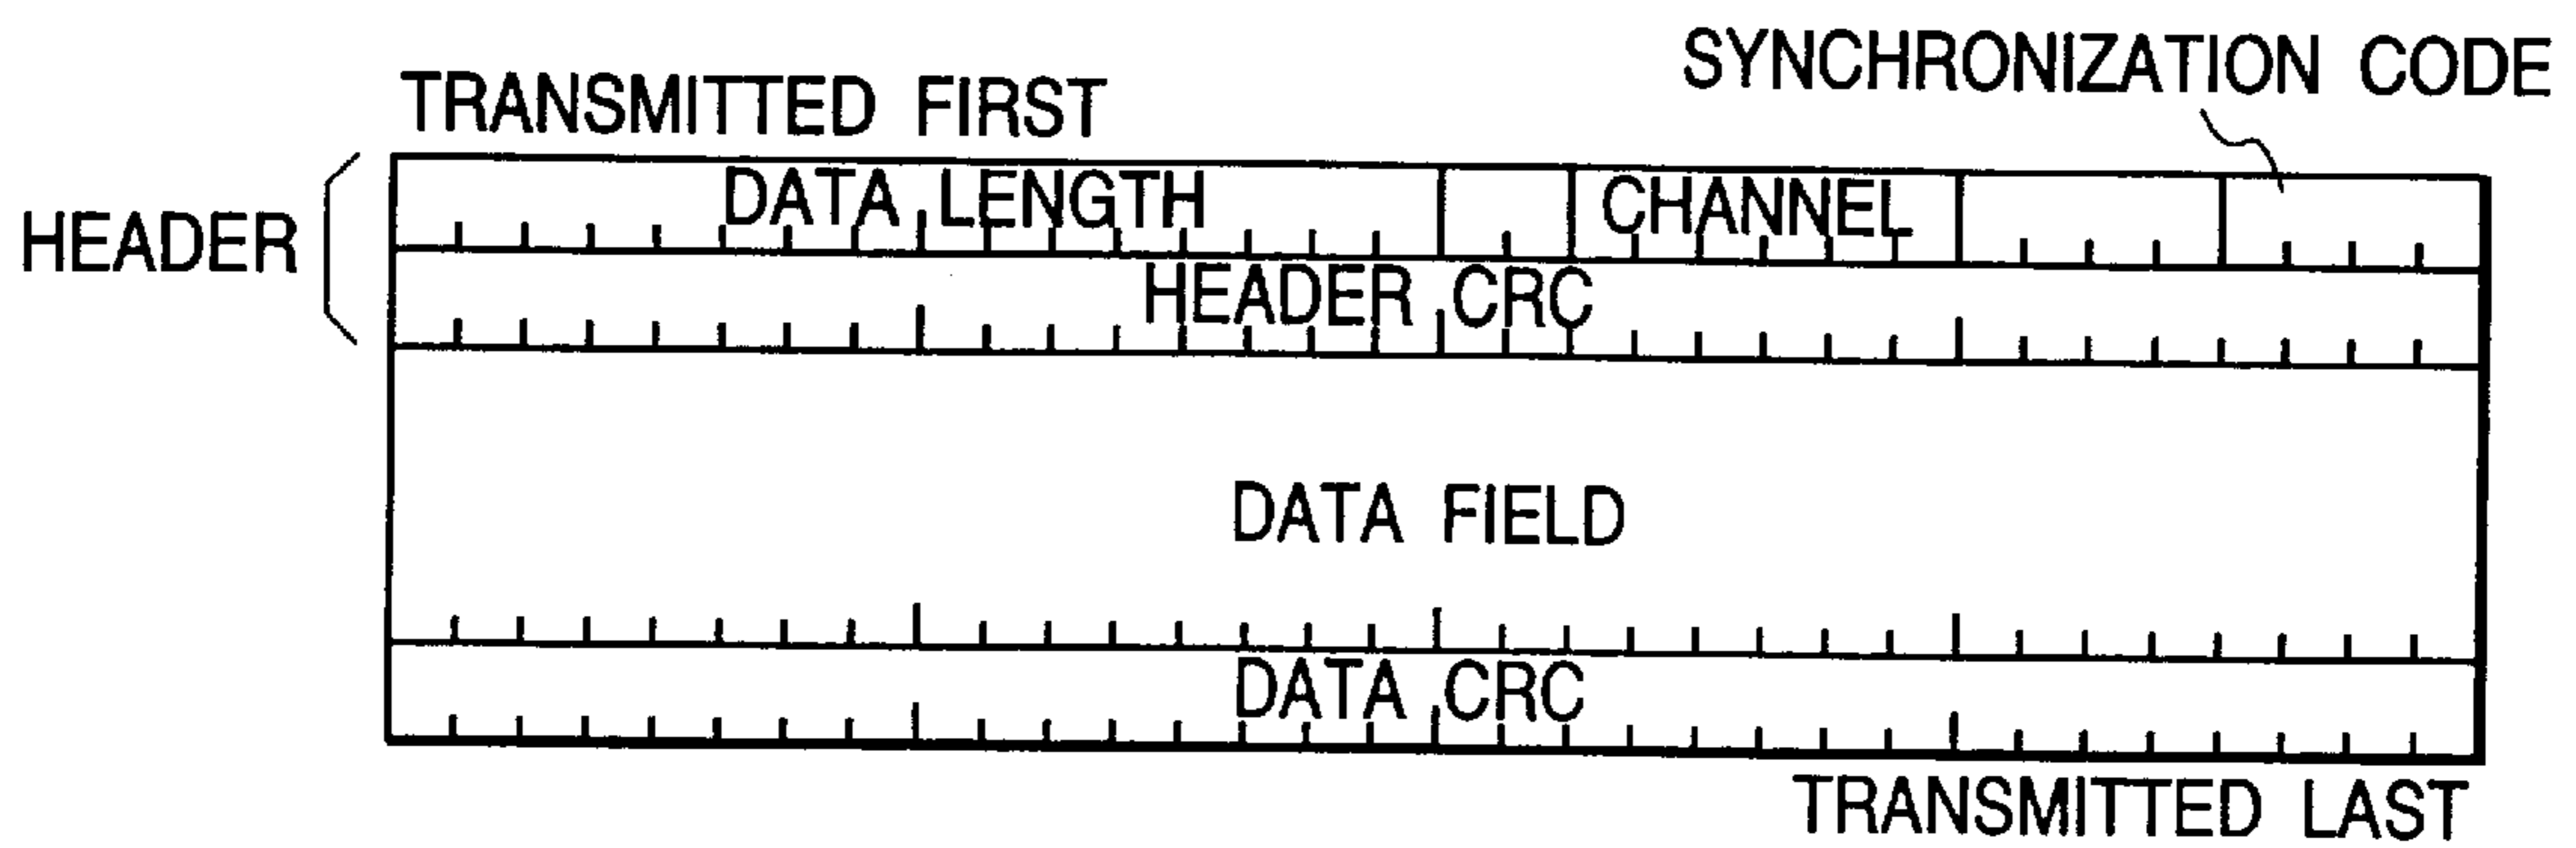 SYNCHRONIZATION CODE
TRANSMITTED FIRST
HEADER
DATA LENGTH
CHANNEL
HEADER CRC
DATA FIELD
DATA CRC
TRANSMITTED LAST